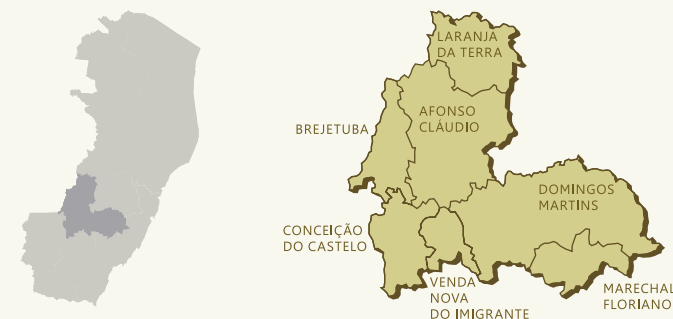 LARANJA
DA TERRA
AFONSO
CLÁUDIO
BREJETUBA
DOMINGOS
MARTINS
CONCEIÇÃO
DO CASTELO
VENDA
NOVA
DO IMIGRANTE
MARECHAL
FLORIANO